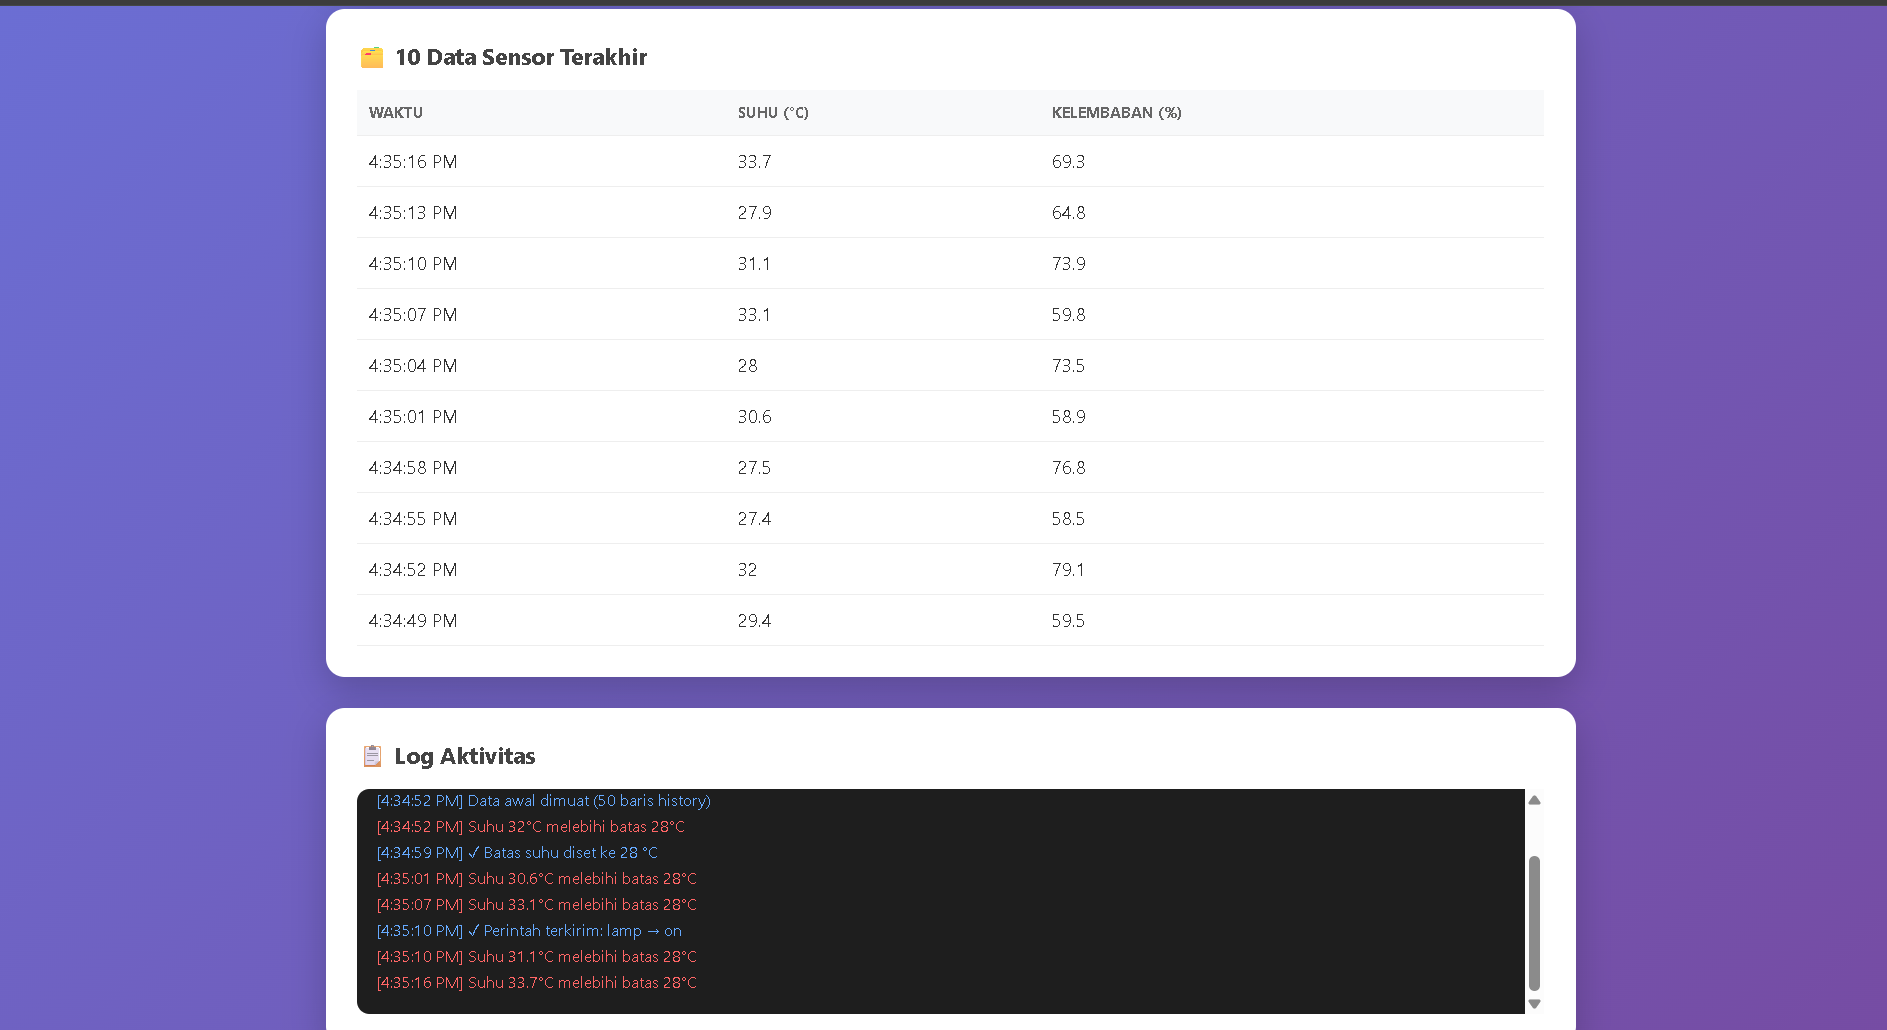 10 Data Sensor Terakhir
WAKTU SUHU (°C) KELEMBABAN (%)
4:35:16 PM 33.7 69.3
4:35:13 PM 27.9 64.8
4:35:10 PM 31.1 73.9
4:35:07 PM 33.1 59.8
4:35:04 PM 28 73.5
4:35:01 PM 30.6 58.9
4:34:58 PM 27.5 76.8
4:34:55 PM 27.4 58.5
4:34:52 PM 32 79.1
4:34:49 PM 29.4 59.5
Log Aktivitas
[4:34:52 PM] Data awal dimuat (50 baris history)
[4:34:52 PM] Suhu 32°C melebihi batas 28°C
[4:34:59 PM] ✓ Batas suhu diset ke 28 °C
[4:35:01 PM] Suhu 30.6°C melebihi batas 28°C
[4:35:07 PM] Suhu 33.1°C melebihi batas 28°C
[4:35:10 PM] ✓ Perintah terkirim: lamp → on
[4:35:10 PM] Suhu 31.1°C melebihi batas 28°C
[4:35:16 PM] Suhu 33.7°C melebihi batas 28°C